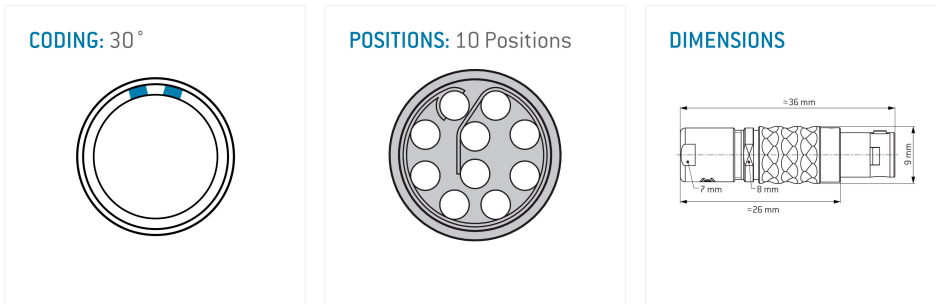 CODING: 30°
POSITIONS: 10 Positions
DIMENSIONS
≈36 mm
9 mm
7 mm
8 mm
≈26 mm